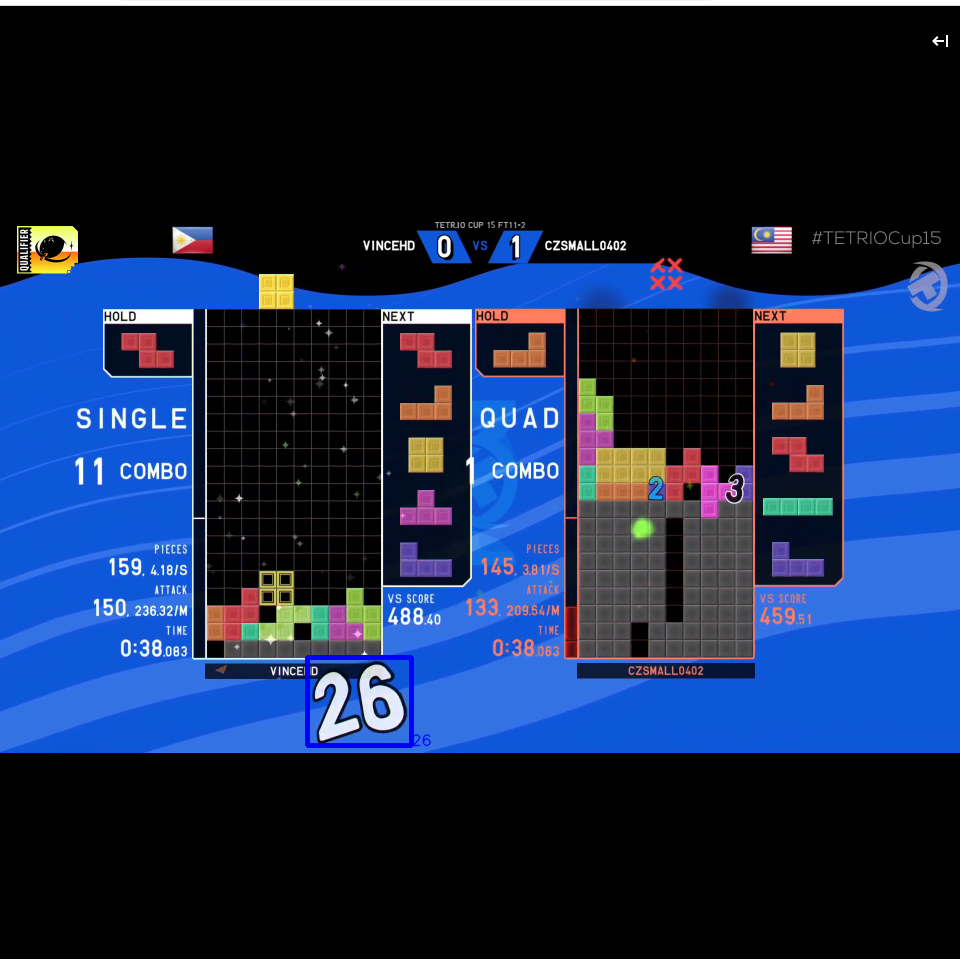 TETR.IO CUP 15 FT11-2
QUALIFIER
VINCEHD 0 VS 1 CZSMALL0402
#TETRIOCup15
HOLD
NEXT
SINGLE
11 COMBO
PIECES
159, 4.18/S
ATTACK
150, 236.32/M
TIME
0:38.083
VS SCORE
488.40
VINCEHD
26
26
HOLD
NEXT
QUAD
1 COMBO
2
3
PIECES
145, 3.81/S
ATTACK
133, 209.64/M
TIME
0:38.083
VS SCORE
459.51
CZSMALL0402